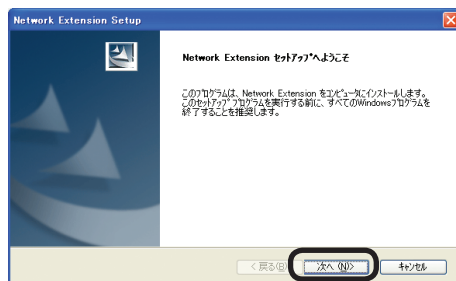 Network Extension Setup
Network Extension ｾｯﾄｱｯﾌﾟへようこそ
このﾌﾟﾛｸﾞﾗﾑは、Network Extension をｺﾝﾋﾟｭｰﾀにｲﾝｽﾄｰﾙします。
このｾｯﾄｱｯﾌﾟ ﾌﾟﾛｸﾞﾗﾑを実行する前に、すべてのWindowsﾌﾟﾛｸﾞﾗﾑを
終了することを推奨します。
< 戻る(B) 次へ (N)> ｷｬﾝｾﾙ